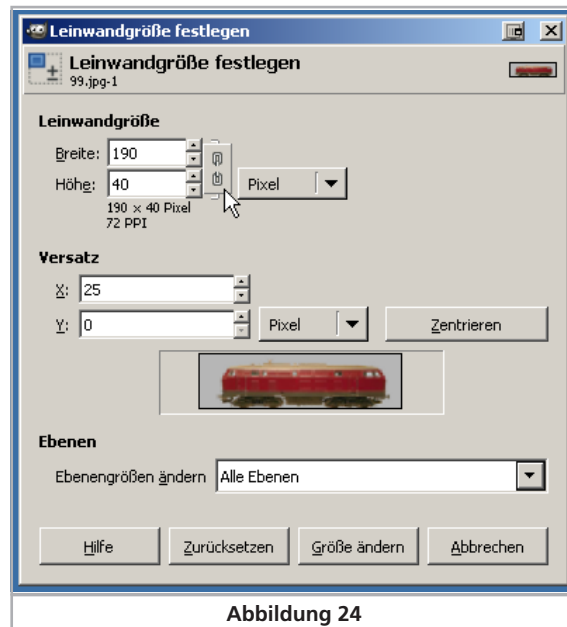 Leinwandgröße festlegen
Leinwandgröße festlegen
99.jpg-1
Leinwandgröße
Breite: 190
Höhe: 40 Pixel
190 × 40 Pixel
72 PPI
Versatz
X: 25
Y: 0 Pixel Zentrieren
Ebenen
Ebenengrößen ändern Alle Ebenen
Hilfe Zurücksetzen Größe ändern Abbrechen
Abbildung 24